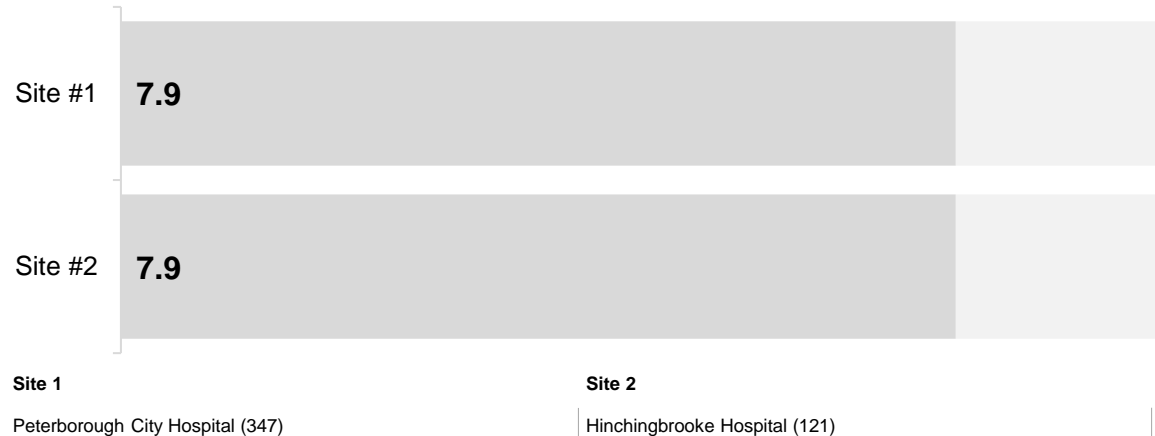 Site #1 7.9
Site #2 7.9
Site 1 Site 2
Peterborough City Hospital (347) Hinchingbrooke Hospital (121)